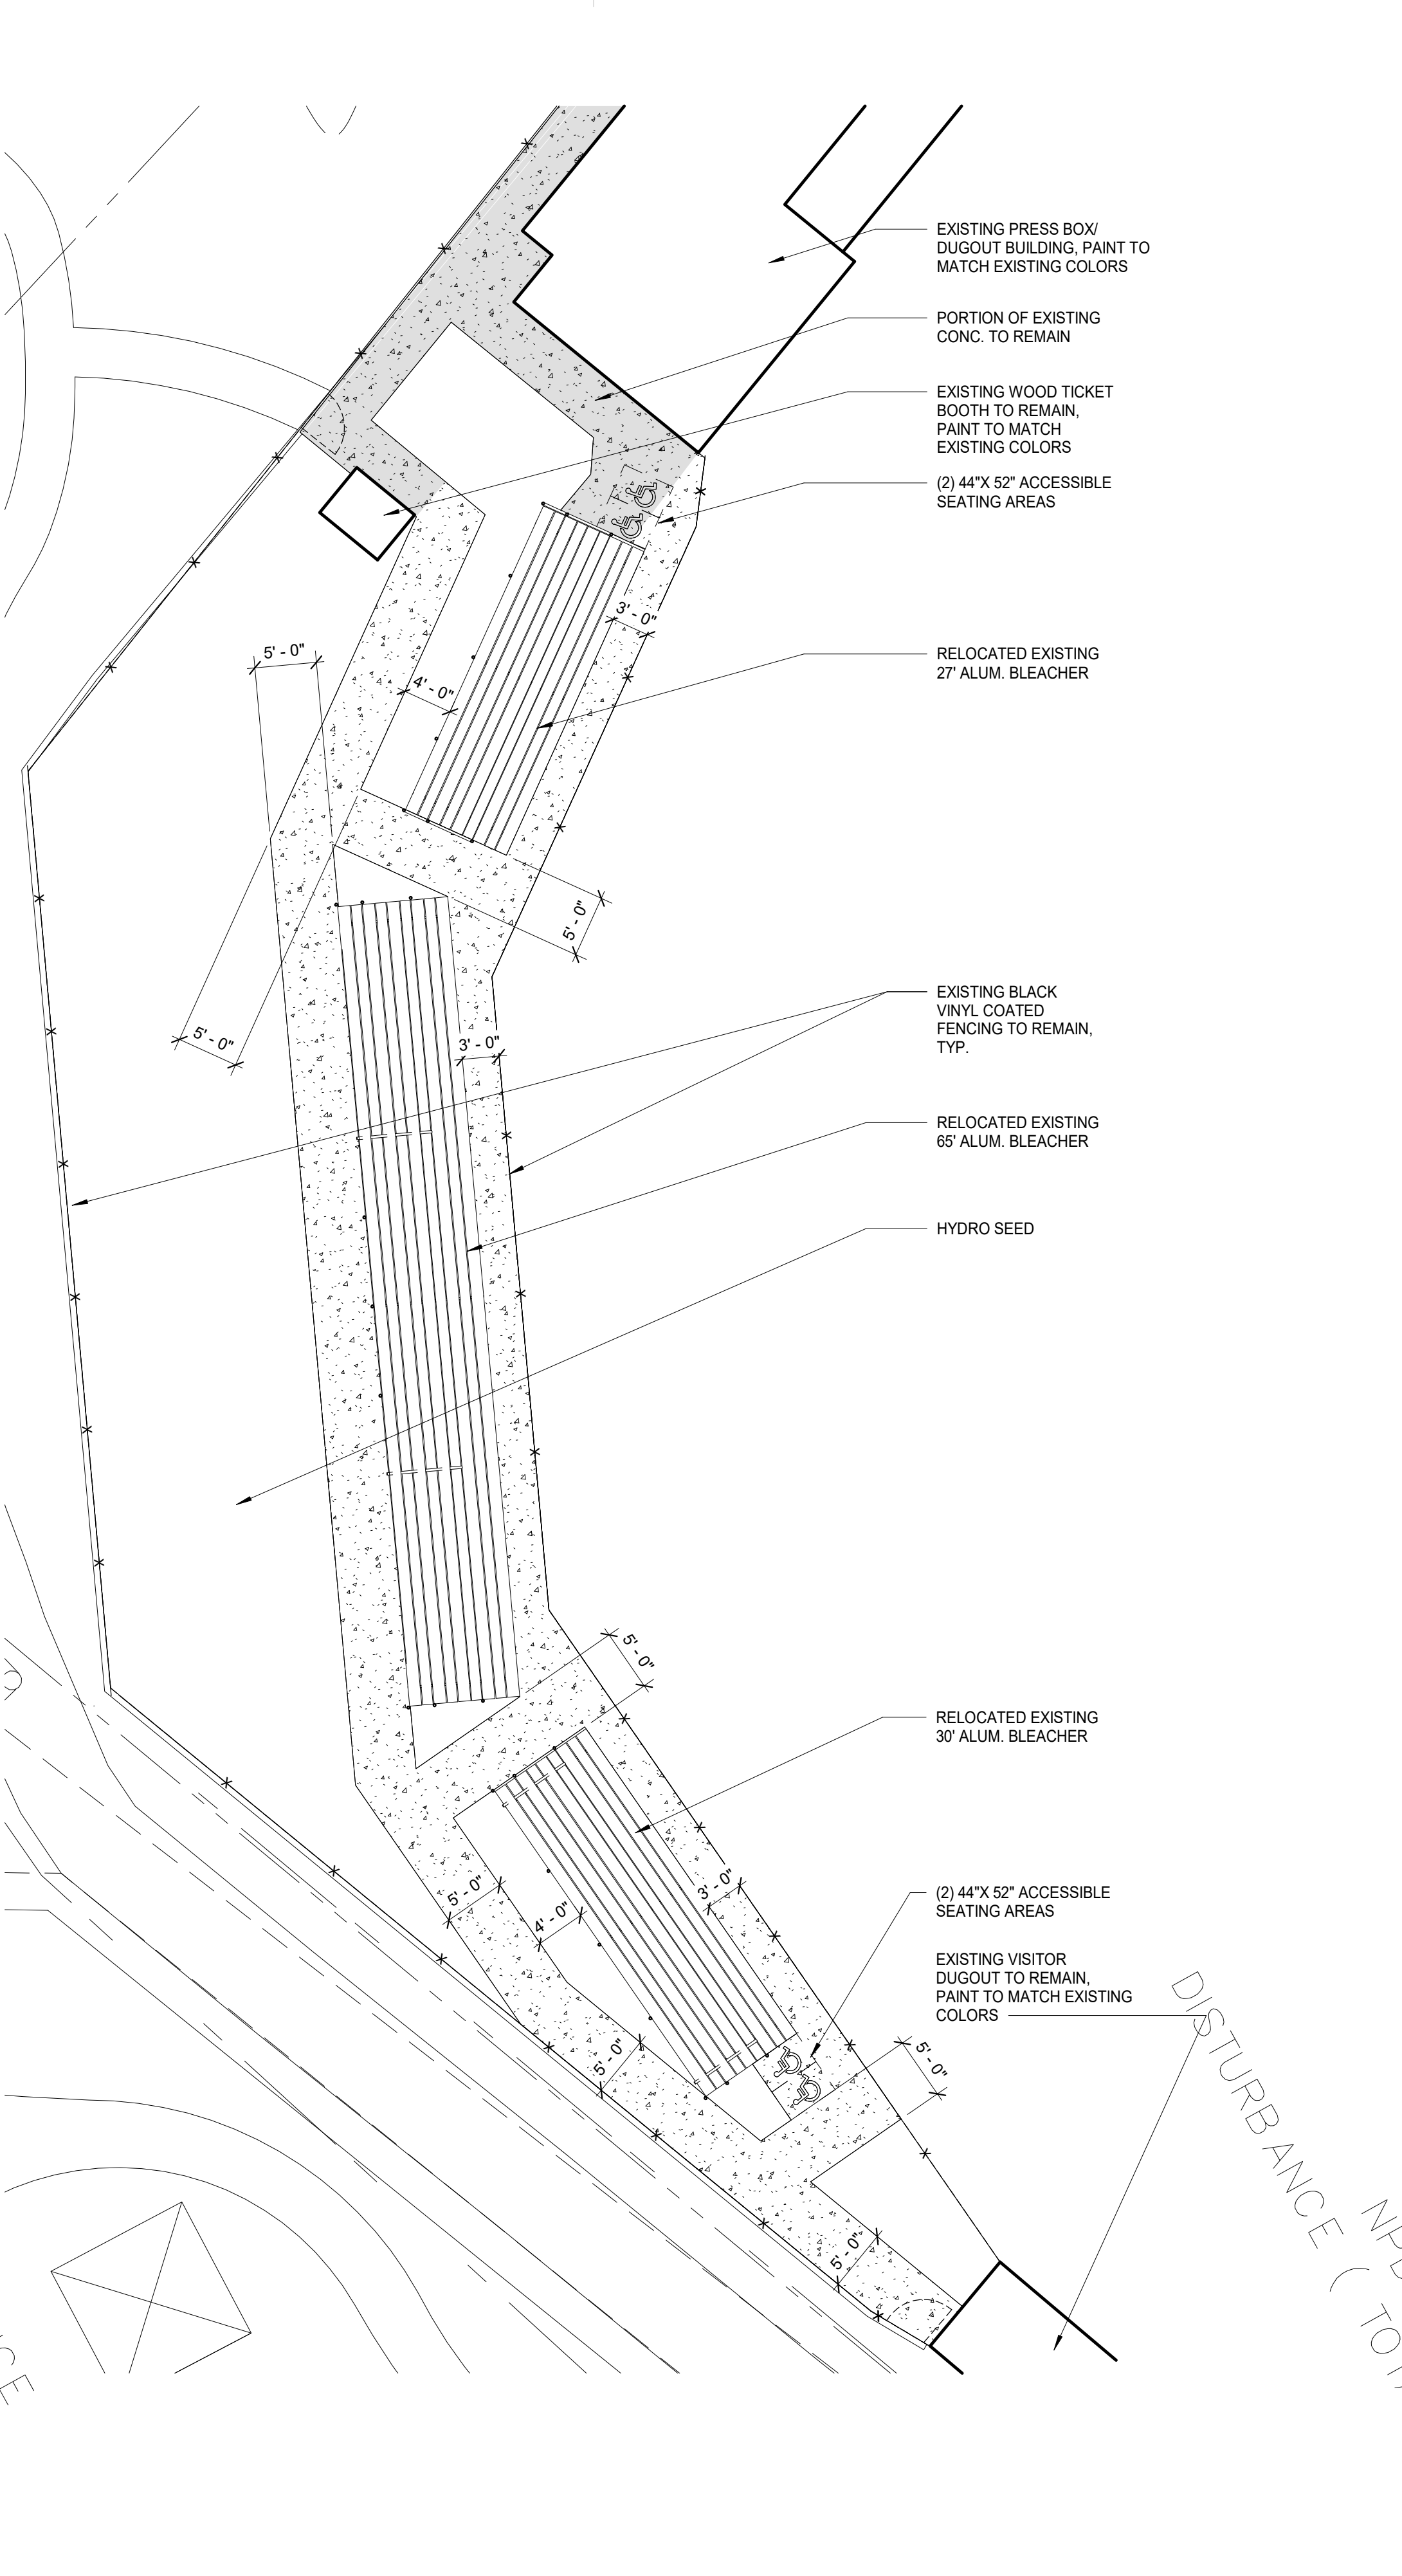 EXISTING PRESS BOX/
DUGOUT BUILDING, PAINT TO
MATCH EXISTING COLORS
PORTION OF EXISTING
CONC. TO REMAIN
EXISTING WOOD TICKET
BOOTH TO REMAIN,
PAINT TO MATCH
EXISTING COLORS
(2) 44"X 52" ACCESSIBLE
SEATING AREAS
3' - 0"
5' - 0"
RELOCATED EXISTING
27' ALUM. BLEACHER
4' - 0"
5' - 0"
EXISTING BLACK
VINYL COATED
FENCING TO REMAIN,
TYP.
5' - 0"
3' - 0"
RELOCATED EXISTING
65' ALUM. BLEACHER
HYDRO SEED
5' - 0"
RELOCATED EXISTING
30' ALUM. BLEACHER
5' - 0"
3' - 0"
4' - 0"
(2) 44"X 52" ACCESSIBLE
SEATING AREAS
EXISTING VISITOR
DUGOUT TO REMAIN,
PAINT TO MATCH EXISTING
COLORS
5' - 0"
5' - 0"
5' - 0"
DISTURBANCE (